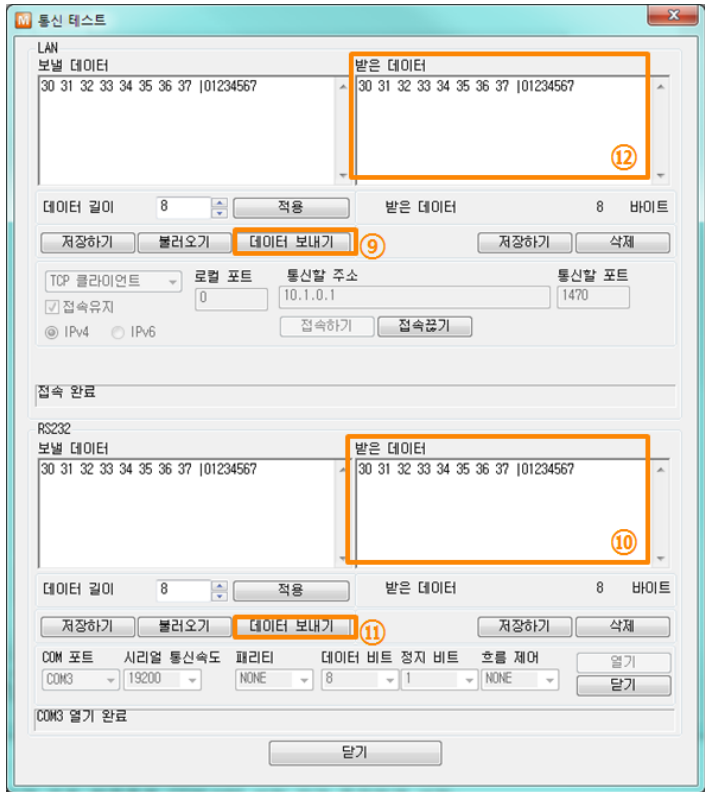 M 통신 테스트
LAN
보낼 데이터 받은 데이터
30 31 32 33 34 35 36 37 |01234567 30 31 32 33 34 35 36 37 |01234567
⑫
데이터 길이 8 적용 받은 데이터 8 바이트
저장하기 불러오기 데이터 보내기 ⑨ 저장하기 삭제
TCP 클라이언트 로컬 포트 통신할 주소 통신할 포트
0 10.1.0.1 1470
접속유지
IPv4 IPv6 접속하기 접속끊기
접속 완료
RS232
보낼 데이터 받은 데이터
30 31 32 33 34 35 36 37 |01234567 30 31 32 33 34 35 36 37 |01234567
⑩
데이터 길이 8 적용 받은 데이터 8 바이트
저장하기 불러오기 데이터 보내기 ⑪ 저장하기 삭제
COM 포트 시리얼 통신속도 패리티 데이터 비트 정지 비트 흐름 제어 열기
COM3 19200 NONE 8 1 NONE 닫기
COM3 열기 완료
닫기